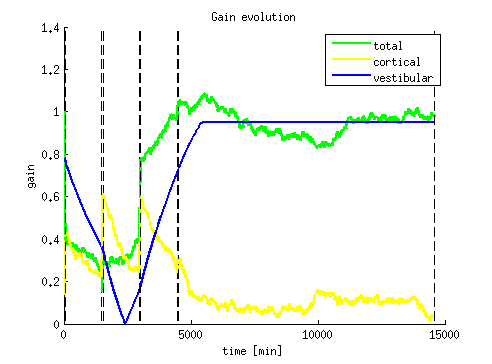 Gain evolution
total
cortical
vestibular
gain
1.4
1.2
1
0.8
0.6
0.4
0.2
0
0 5000 10000 15000
time [min]